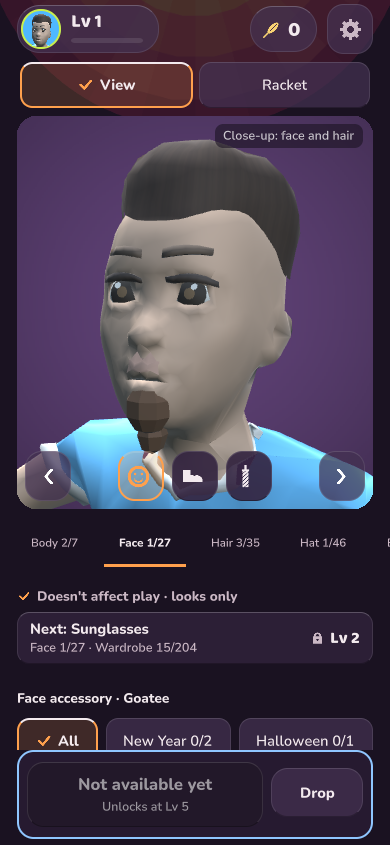 Lv 1
0
View
Racket
Close-up: face and hair
Body 2/7
Face 1/27
Hair 3/35
Hat 1/46
Doesn't affect play · looks only
Next: Sunglasses
Face 1/27 · Wardrobe 15/204
Lv 2
Face accessory · Goatee
All
New Year 0/2
Halloween 0/1
Not available yet
Unlocks at Lv 5
Drop